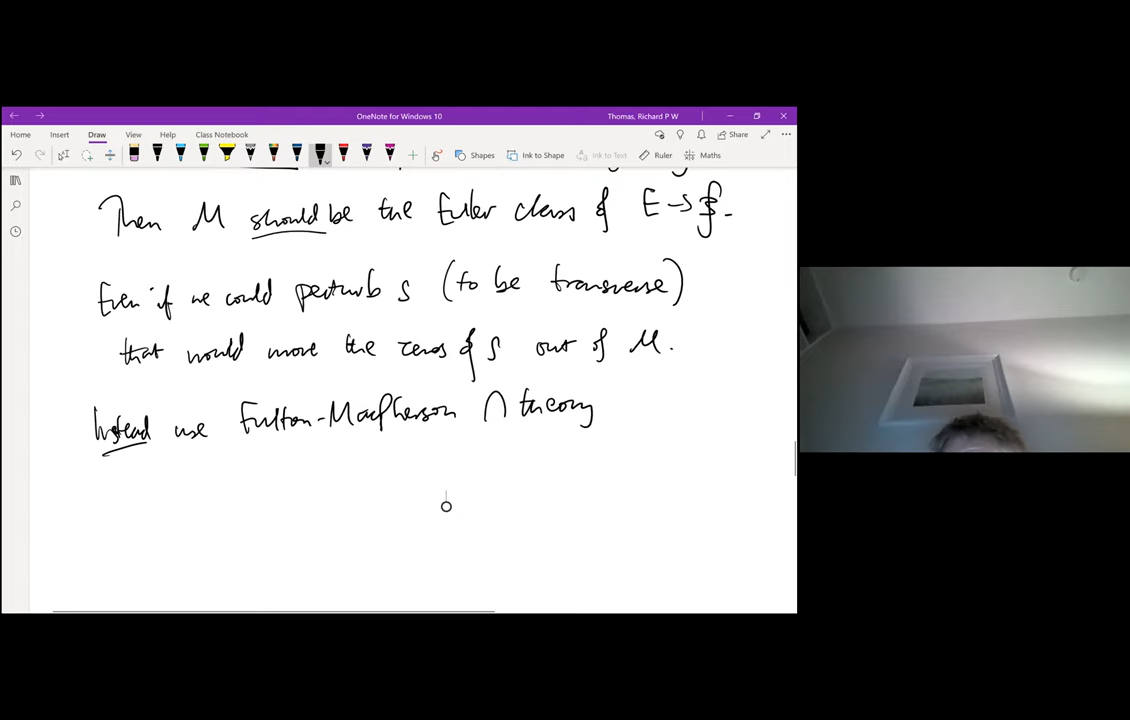 OneNote for Windows 10
Thomas, Richard P W
Home Insert Draw View Help Class Notebook
Share
Shapes Ink to Shape Ink to Text Ruler Maths
Then M should be the Euler class of E →
Even if we could perturb s (to be transverse)
that would move the zeros of s out of M.
Instead use Fulton-MacPherson ∩ theory